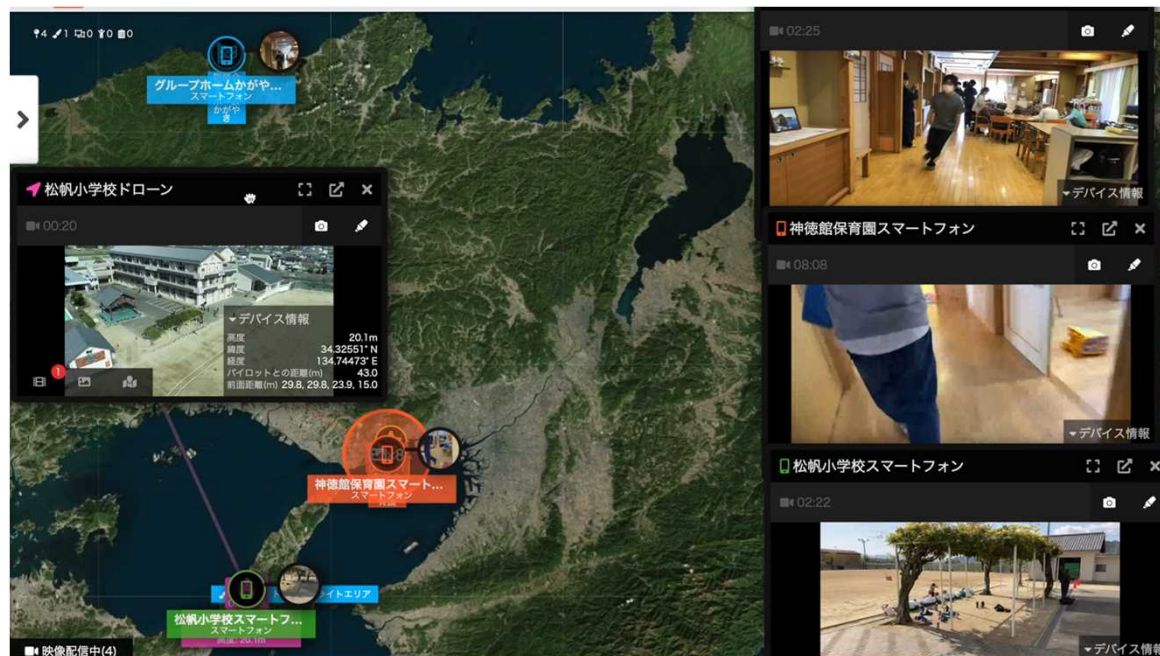 4 1 0 0 0
グループホームかがや...
スマートフォン
かがや
き
松帆小学校ドローン
00:20
デバイス情報
高度 20.1m
緯度 34.32551° N
経度 134.74473° E
パイロットとの距離(m) 43.0
前面距離(m) 29.8, 29.8, 23.9, 15.0
1
神徳館保育園スマート...
スマートフォン
イトエリア
松帆小学校スマートフ...
スマートフォン
高度: 20.1m
映像配信中(4)
02:25
デバイス情報
神徳館保育園スマートフォン
08:08
デバイス情報
松帆小学校スマートフォン
02:22
デバイス情報